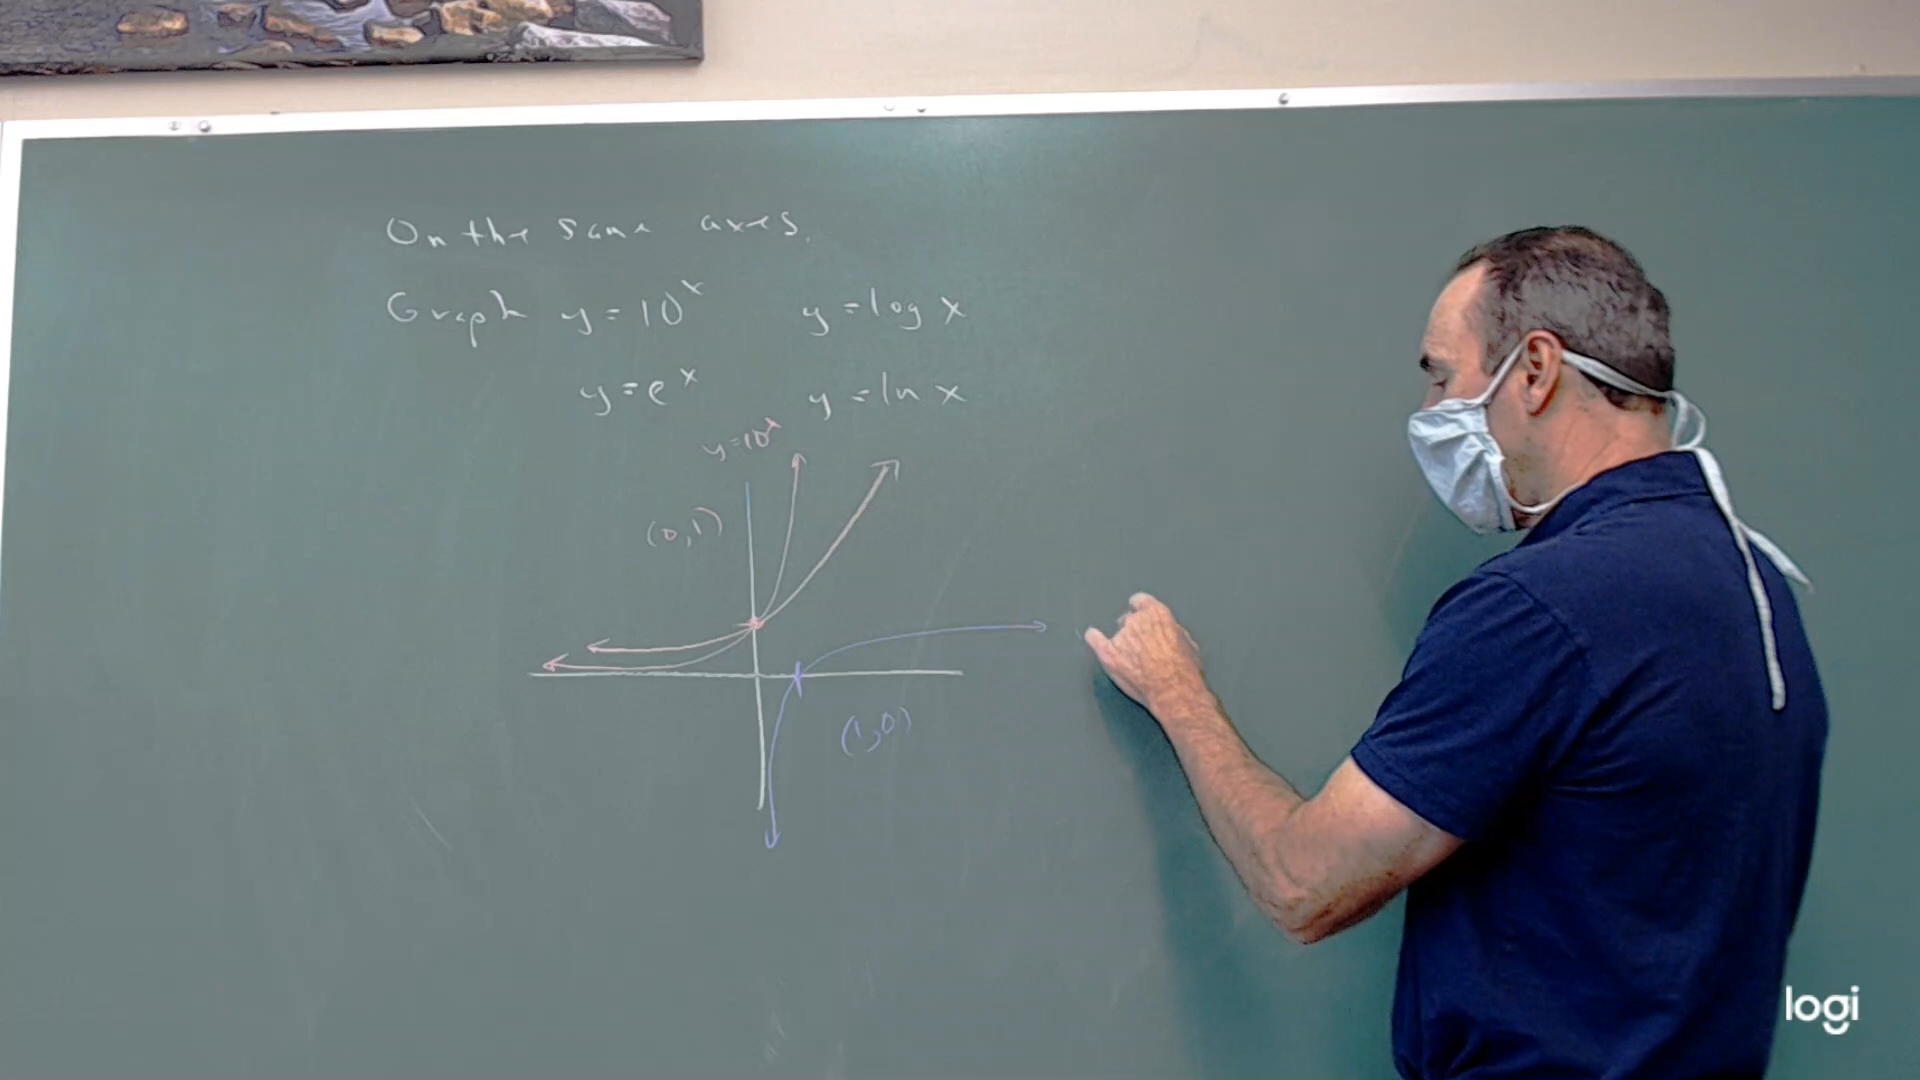 On the same axes.
Graph y = 10^x y = log x
y = e^x y = ln x
y = 10^x
(0,1)
(1,0)
logi